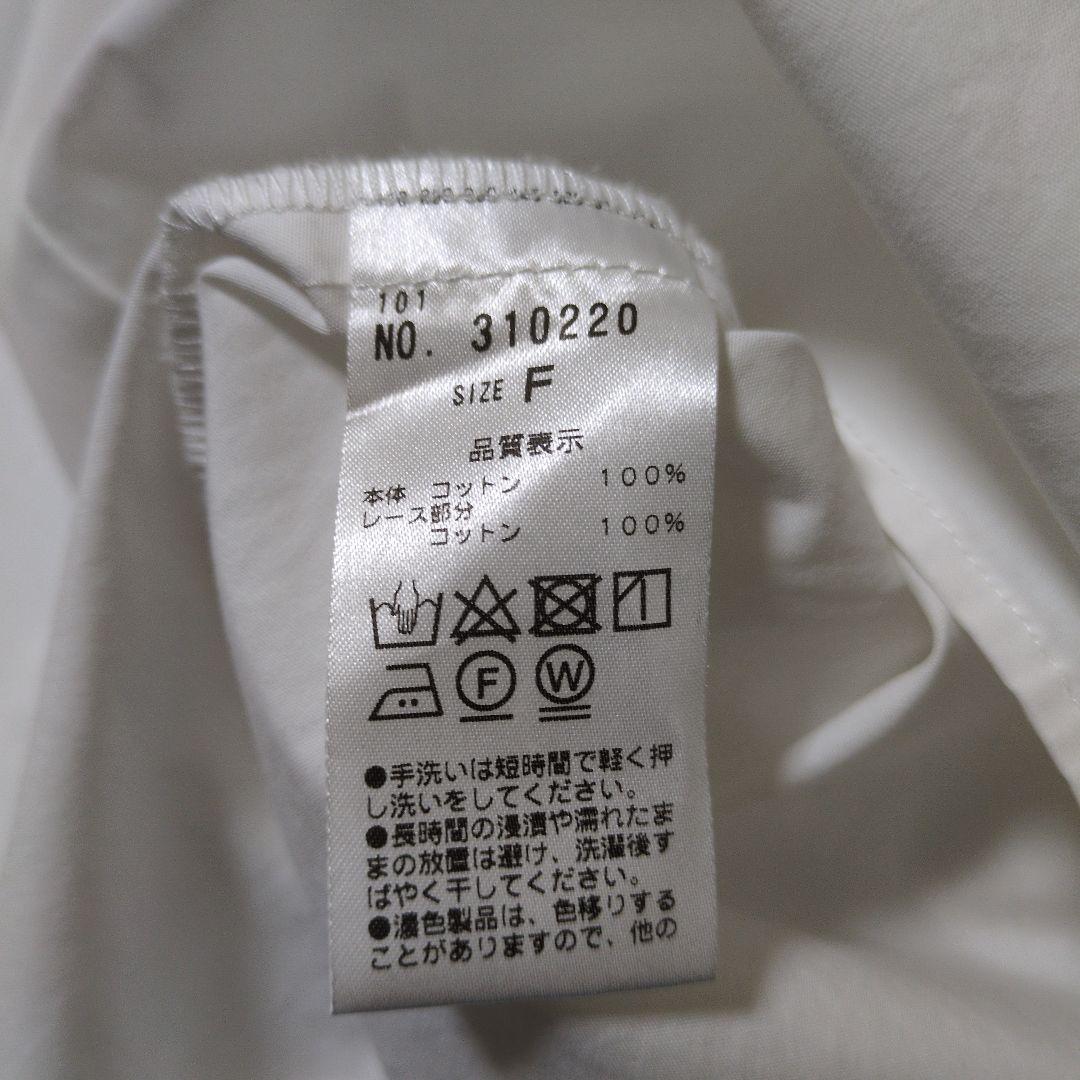 101
NO. 310220
SIZE F
品質表示
本体 コットン 100%
レース部分
コットン 100%
F W
●手洗いは短時間で軽く押
し洗いをしてください。
●長時間の浸漬や濡れたま
まの放置は避け、洗濯後す
ばやく干してください。
●濃色製品は、色移りする
ことがありますので、他の